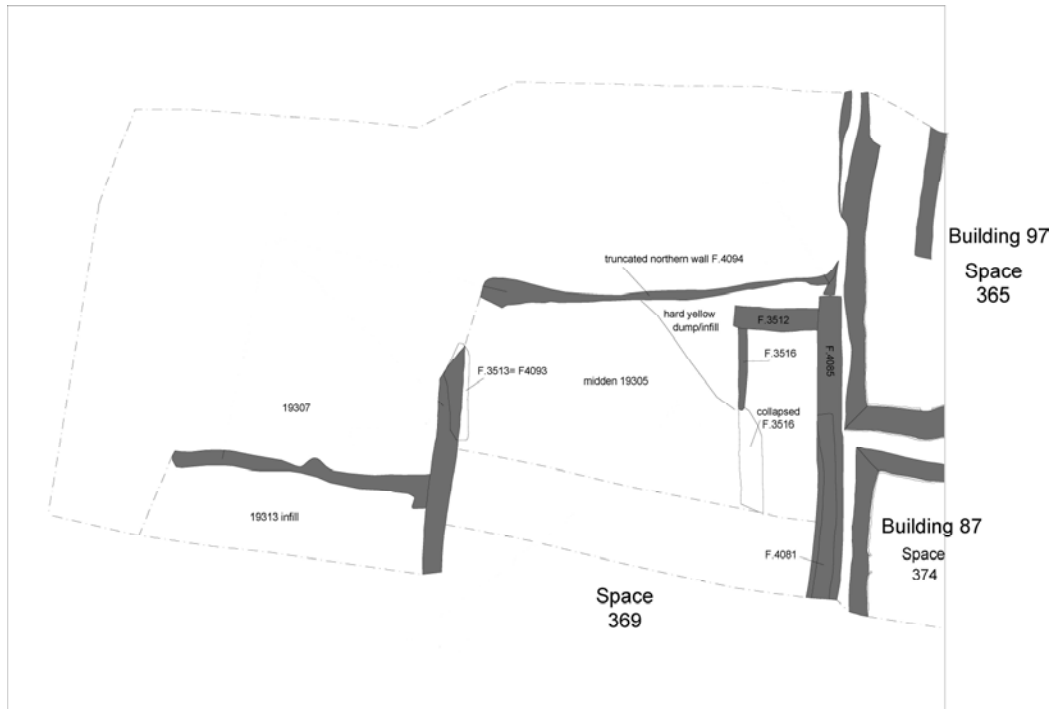 Building 97
Space
365
truncated northern wall F.4094
hard yellow
dump/infill
F.3512
F.3516
F.4085
F.3513= F4093
midden 19305
collapsed
F.3516
19307
19313 infill
Building 87
Space
374
F.4081
Space
369